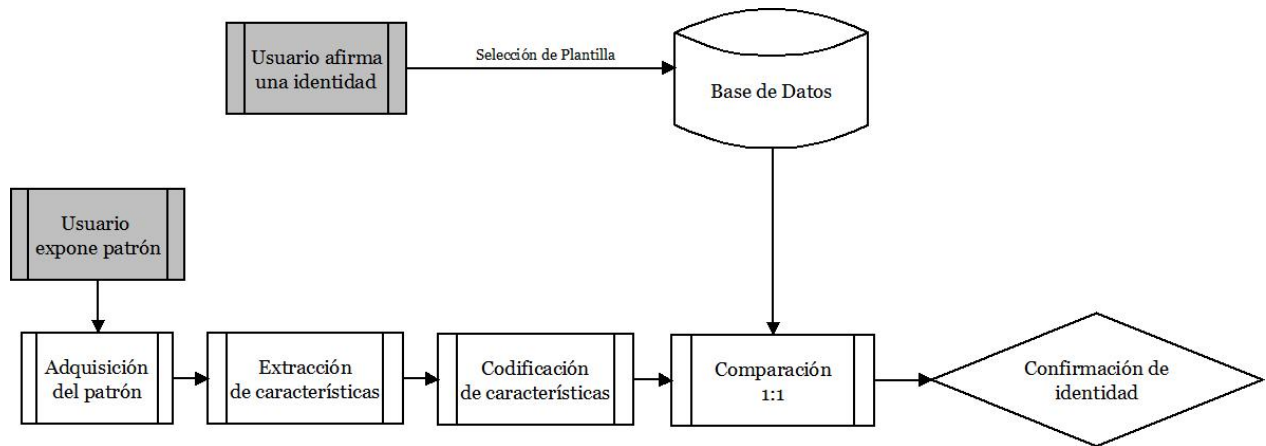 Usuario afirma
una identidad
Selección de Plantilla
Base de Datos
Usuario
expone patrón
Adquisición
del patrón
Extracción
de características
Codificación
de características
Comparación
1:1
Confirmación de
identidad